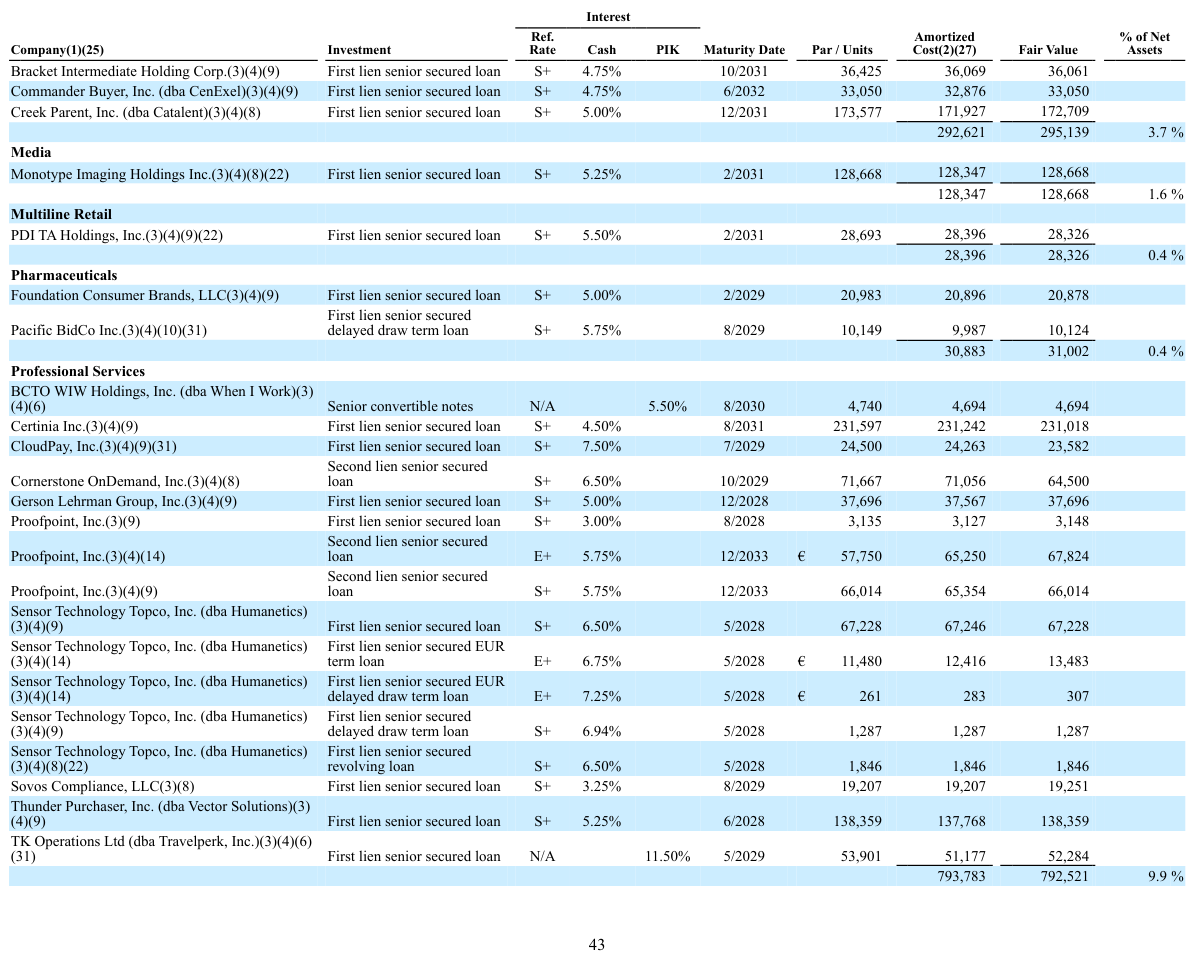 Interest
Company(1)(25) Investment Ref. Rate Cash PIK Maturity Date Par / Units Amortized Cost(2)(27) Fair Value % of Net Assets
Bracket Intermediate Holding Corp.(3)(4)(9) First lien senior secured loan S+ 4.75% 10/2031 36,425 36,069 36,061
Commander Buyer, Inc. (dba CenExel)(3)(4)(9) First lien senior secured loan S+ 4.75% 6/2032 33,050 32,876 33,050
Creek Parent, Inc. (dba Catalent)(3)(4)(8) First lien senior secured loan S+ 5.00% 12/2031 173,577 171,927 172,709
292,621 295,139 3.7 %
Media
Monotype Imaging Holdings Inc.(3)(4)(8)(22) First lien senior secured loan S+ 5.25% 2/2031 128,668 128,347 128,668
128,347 128,668 1.6 %
Multiline Retail
PDI TA Holdings, Inc.(3)(4)(9)(22) First lien senior secured loan S+ 5.50% 2/2031 28,693 28,396 28,326
28,396 28,326 0.4 %
Pharmaceuticals
Foundation Consumer Brands, LLC(3)(4)(9) First lien senior secured loan S+ 5.00% 2/2029 20,983 20,896 20,878
First lien senior secured
Pacific BidCo Inc.(3)(4)(10)(31) delayed draw term loan S+ 5.75% 8/2029 10,149 9,987 10,124
30,883 31,002 0.4 %
Professional Services
BCTO WIW Holdings, Inc. (dba When I Work)(3)
(4)(6) Senior convertible notes N/A 5.50% 8/2030 4,740 4,694 4,694
Certinia Inc.(3)(4)(9) First lien senior secured loan S+ 4.50% 8/2031 231,597 231,242 231,018
CloudPay, Inc.(3)(4)(9)(31) First lien senior secured loan S+ 7.50% 7/2029 24,500 24,263 23,582
Second lien senior secured
Cornerstone OnDemand, Inc.(3)(4)(8) loan S+ 6.50% 10/2029 71,667 71,056 64,500
Gerson Lehrman Group, Inc.(3)(4)(9) First lien senior secured loan S+ 5.00% 12/2028 37,696 37,567 37,696
Proofpoint, Inc.(3)(9) First lien senior secured loan S+ 3.00% 8/2028 3,135 3,127 3,148
Second lien senior secured
Proofpoint, Inc.(3)(4)(14) loan E+ 5.75% 12/2033 € 57,750 65,250 67,824
Second lien senior secured
Proofpoint, Inc.(3)(4)(9) loan S+ 5.75% 12/2033 66,014 65,354 66,014
Sensor Technology Topco, Inc. (dba Humanetics)
(3)(4)(9) First lien senior secured loan S+ 6.50% 5/2028 67,228 67,246 67,228
Sensor Technology Topco, Inc. (dba Humanetics) First lien senior secured EUR
(3)(4)(14) term loan E+ 6.75% 5/2028 € 11,480 12,416 13,483
Sensor Technology Topco, Inc. (dba Humanetics) First lien senior secured EUR
(3)(4)(14) delayed draw term loan E+ 7.25% 5/2028 € 261 283 307
Sensor Technology Topco, Inc. (dba Humanetics) First lien senior secured
(3)(4)(9) delayed draw term loan S+ 6.94% 5/2028 1,287 1,287 1,287
Sensor Technology Topco, Inc. (dba Humanetics) First lien senior secured
(3)(4)(8)(22) revolving loan S+ 6.50% 5/2028 1,846 1,846 1,846
Sovos Compliance, LLC(3)(8) First lien senior secured loan S+ 3.25% 8/2029 19,207 19,207 19,251
Thunder Purchaser, Inc. (dba Vector Solutions)(3)
(4)(9) First lien senior secured loan S+ 5.25% 6/2028 138,359 137,768 138,359
TK Operations Ltd (dba Travelperk, Inc.)(3)(4)(6)
(31) First lien senior secured loan N/A 11.50% 5/2029 53,901 51,177 52,284
793,783 792,521 9.9 %
43